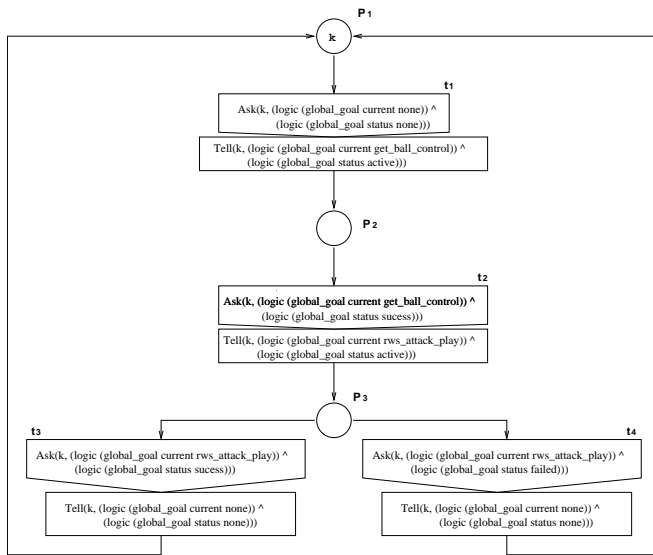 P1
k
t1
Ask(k, (logic (global_goal current none)) ^
(logic (global_goal status none)))
Tell(k, (logic (global_goal current get_ball_control)) ^
(logic (global_goal status active)))
P2
t2
Ask(k, (logic (global_goal current get_ball_control)) ^
(logic (global_goal status sucess)))
Tell(k, (logic (global_goal current rws_attack_play)) ^
(logic (global_goal status active)))
P3
t3
Ask(k, (logic (global_goal current rws_attack_play)) ^
(logic (global_goal status sucess)))
Tell(k, (logic (global_goal current none)) ^
(logic (global_goal status none)))
t4
Ask(k, (logic (global_goal current rws_attack_play)) ^
(logic (global_goal status failed)))
Tell(k, (logic (global_goal current none)) ^
(logic (global_goal status none)))